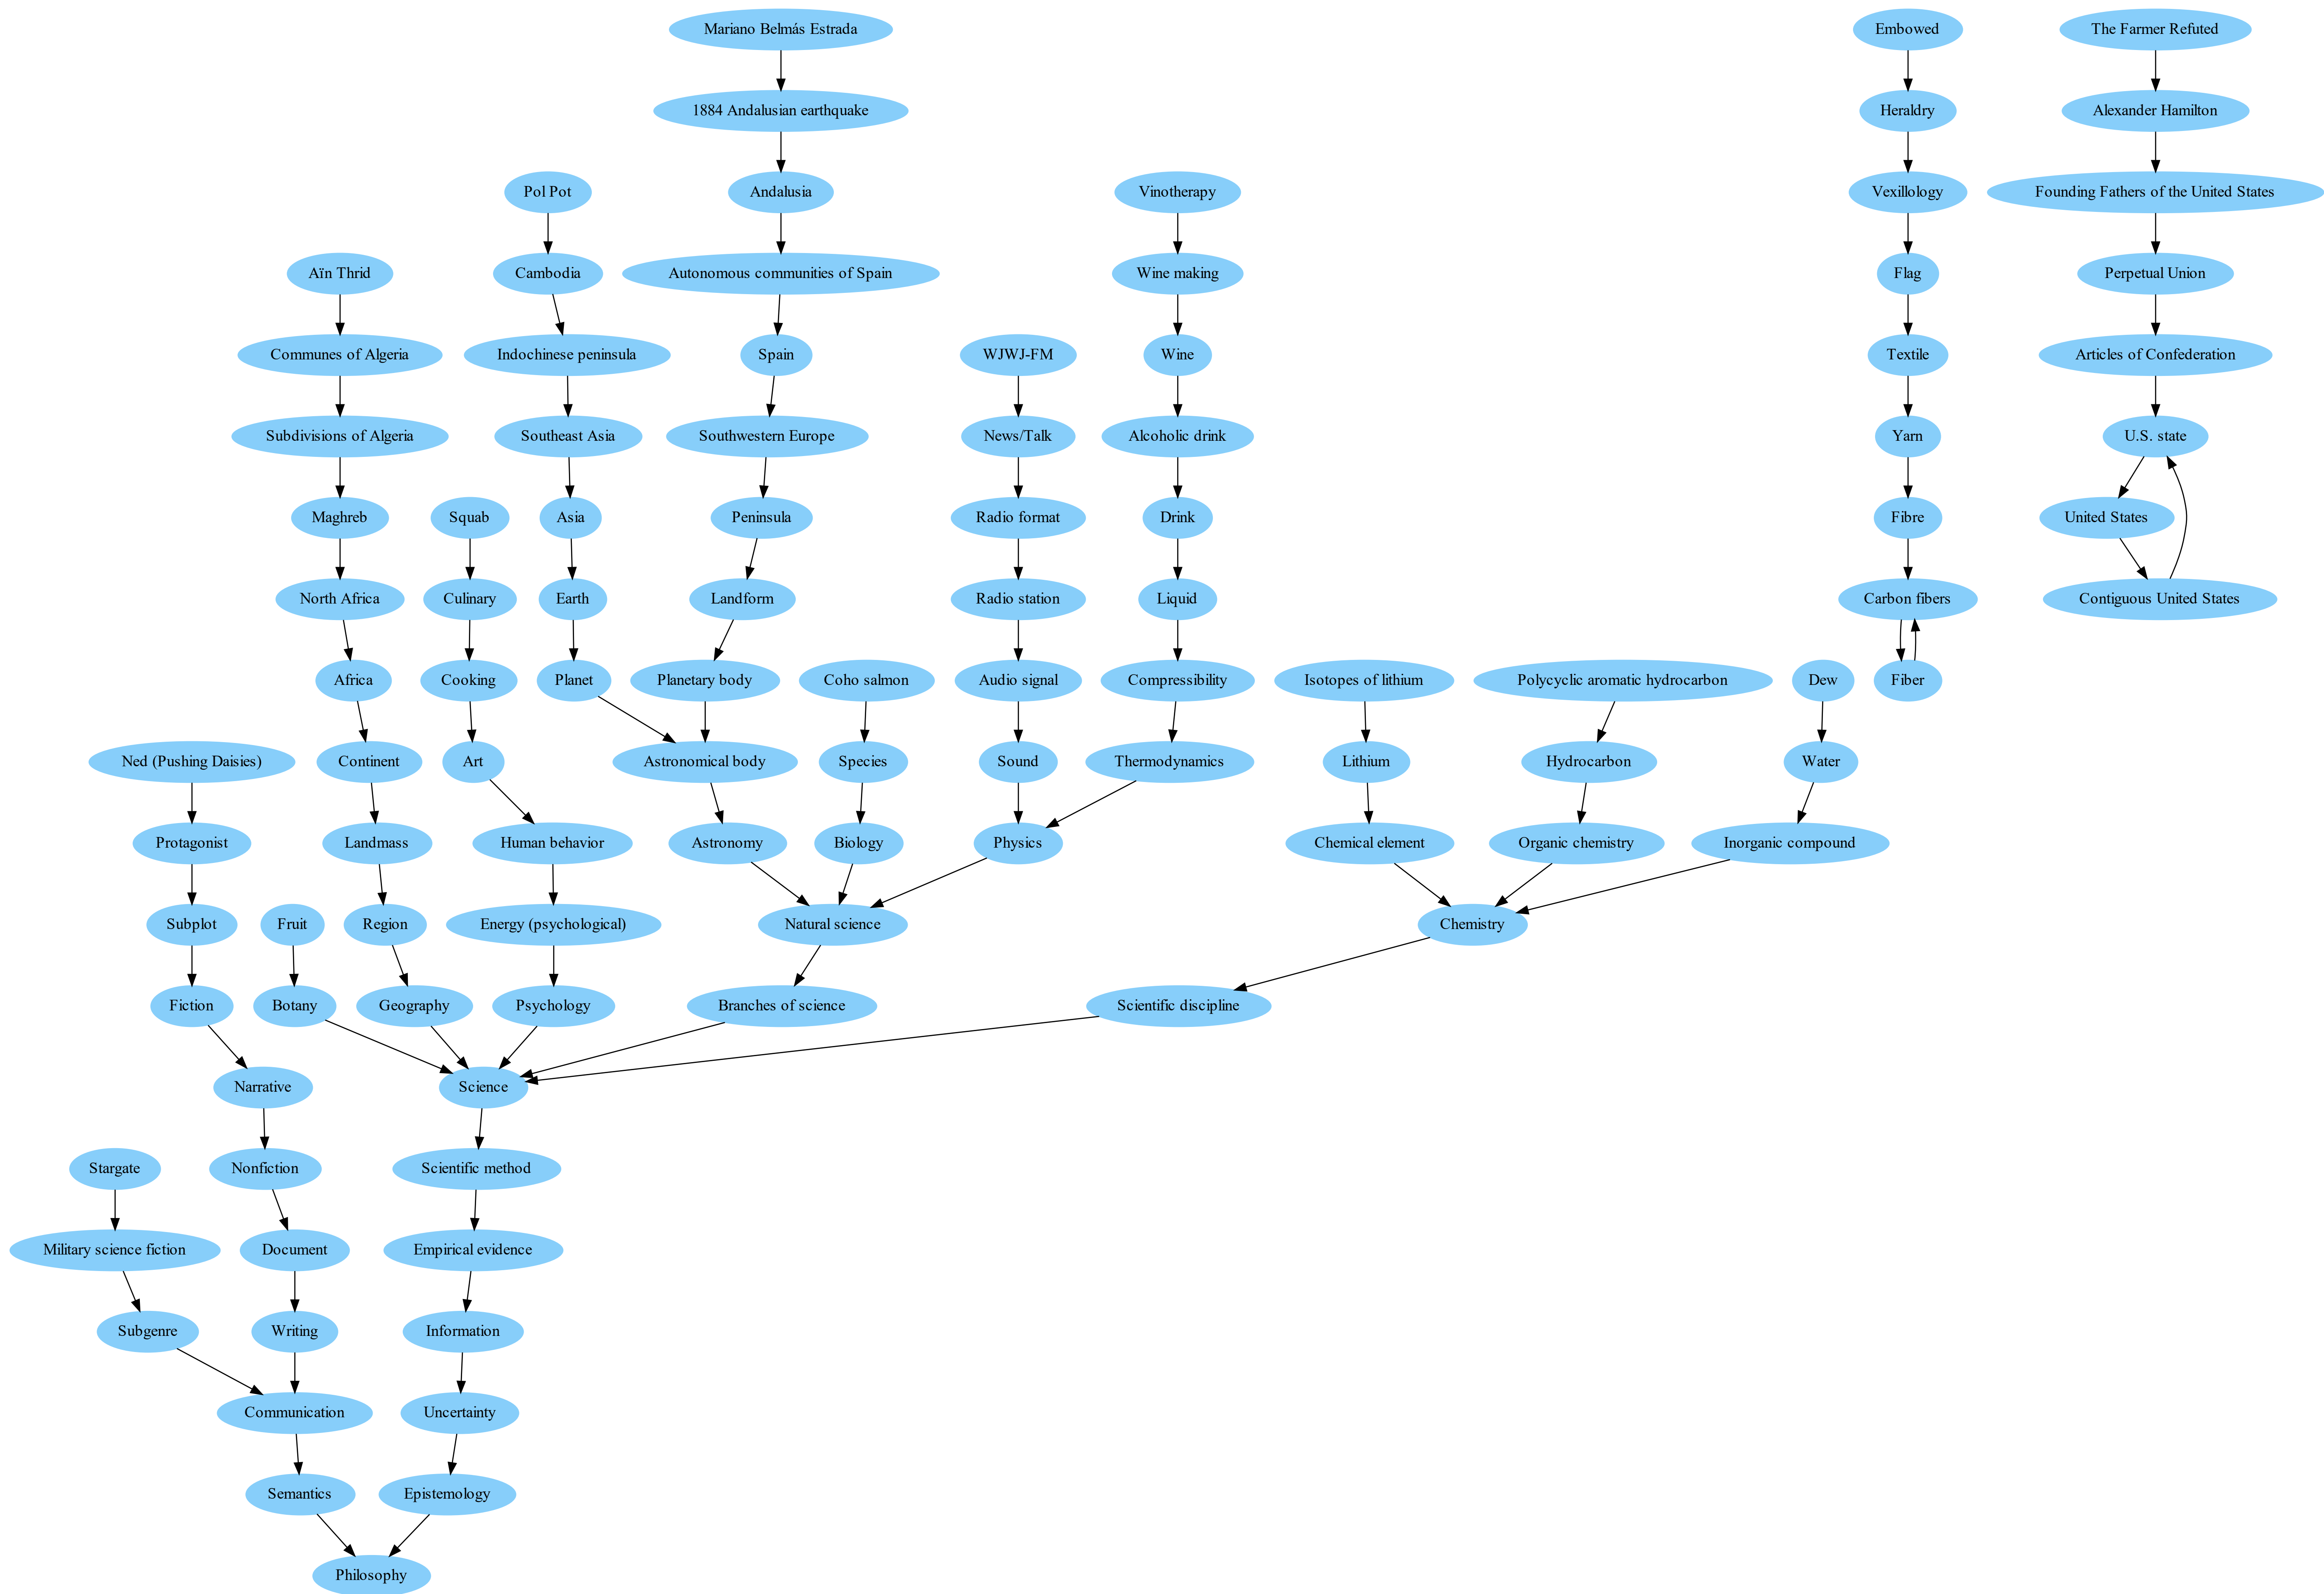 Mariano Belmás Estrada
Embowed
The Farmer Refuted
1884 Andalusian earthquake
Heraldry
Alexander Hamilton
Pol Pot
Andalusia
Vinotherapy
Vexillology
Founding Fathers of the United States
Aïn Thrid
Cambodia
Autonomous communities of Spain
Wine making
Flag
Perpetual Union
Communes of Algeria
Indochinese peninsula
Spain
WJWJ-FM
Wine
Textile
Articles of Confederation
Subdivisions of Algeria
Southeast Asia
Southwestern Europe
News/Talk
Alcoholic drink
Yarn
U.S. state
Maghreb
Squab
Asia
Peninsula
Radio format
Drink
Fibre
United States
North Africa
Culinary
Earth
Landform
Radio station
Liquid
Carbon fibers
Contiguous United States
Africa
Cooking
Planet
Planetary body
Coho salmon
Audio signal
Compressibility
Isotopes of lithium
Polycyclic aromatic hydrocarbon
Dew
Fiber
Ned (Pushing Daisies)
Continent
Art
Astronomical body
Species
Sound
Thermodynamics
Lithium
Hydrocarbon
Water
Protagonist
Landmass
Human behavior
Astronomy
Biology
Physics
Chemical element
Organic chemistry
Inorganic compound
Subplot
Fruit
Region
Energy (psychological)
Natural science
Chemistry
Fiction
Botany
Geography
Psychology
Branches of science
Scientific discipline
Narrative
Science
Stargate
Nonfiction
Scientific method
Military science fiction
Document
Empirical evidence
Subgenre
Writing
Information
Communication
Uncertainty
Semantics
Epistemology
Philosophy